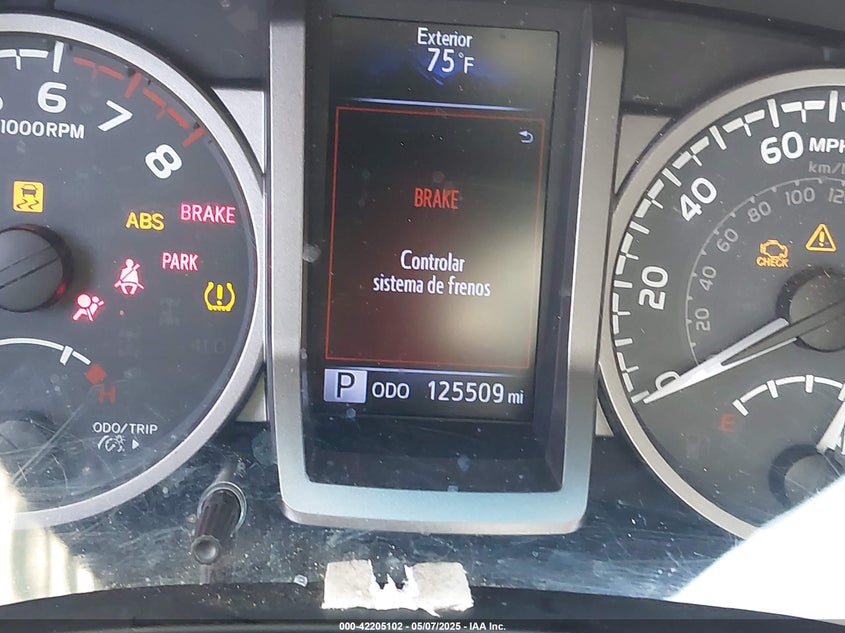 Exterior
75°F
6
7
8
1000RPM
ABS
BRAKE
PARK
H
ODO/TRIP
BRAKE
Controlar
sistema de frenos
P ODO 125509 mi
0
20
40
60 MPH
20
40
60
80
100
CHECK
E
000-42205102 - 05/07/2025 - IAA Inc.